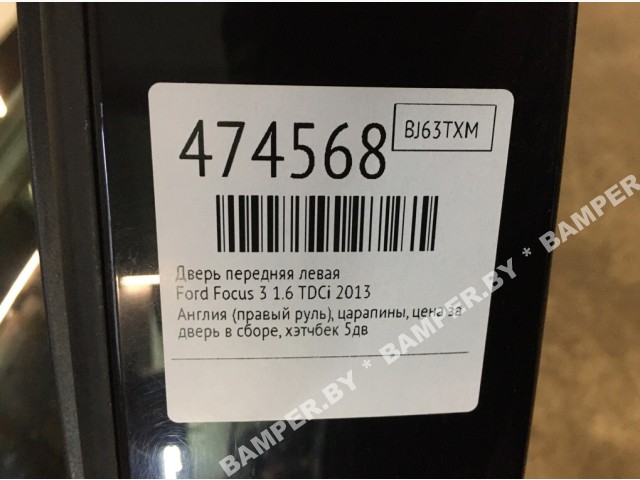 474568
BJ63TXM
Дверь передняя левая
Ford Focus 3 1.6 TDCi 2013
Англия (правый руль), царапины, цена за
дверь в сборе, хэтчбек 5дв
BAMPER.BY * BAMPER.BY * BAMPER.BY